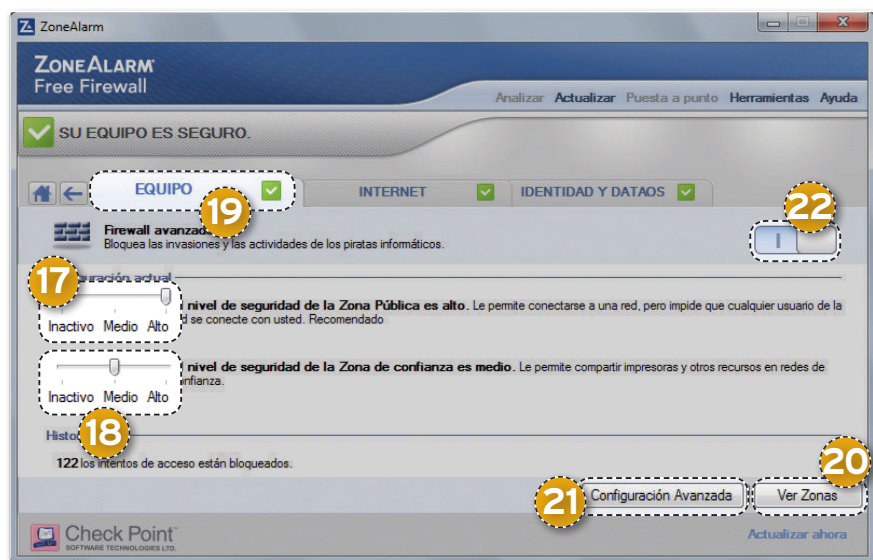 ZoneAlarm
ZONEALARM
Free Firewall
Analizar Actualizar Puesta a punto Herramientas Ayuda
SU EQUIPO ES SEGURO.
EQUIPO INTERNET IDENTIDAD Y DATAOS
19
22
Firewall avanzad
Bloquea las invasiones y las actividades de los piratas informáticos.
17
uración actual
nivel de seguridad de la Zona Pública es alto. Le permite conectarse a una red, pero impide que cualquier usuario de la
d se conecte con usted. Recomendado
Inactivo Medio Alto
nivel de seguridad de la Zona de confianza es medio. Le permite compartir impresoras y otros recursos en redes de
nfianza.
Inactivo Medio Alto
18
Histo
122 los intentos de acceso están bloqueados.
20
21
Configuración Avanzada Ver Zonas
Check Point
SOFTWARE TECHNOLOGIES LTD.
Actualizar ahora